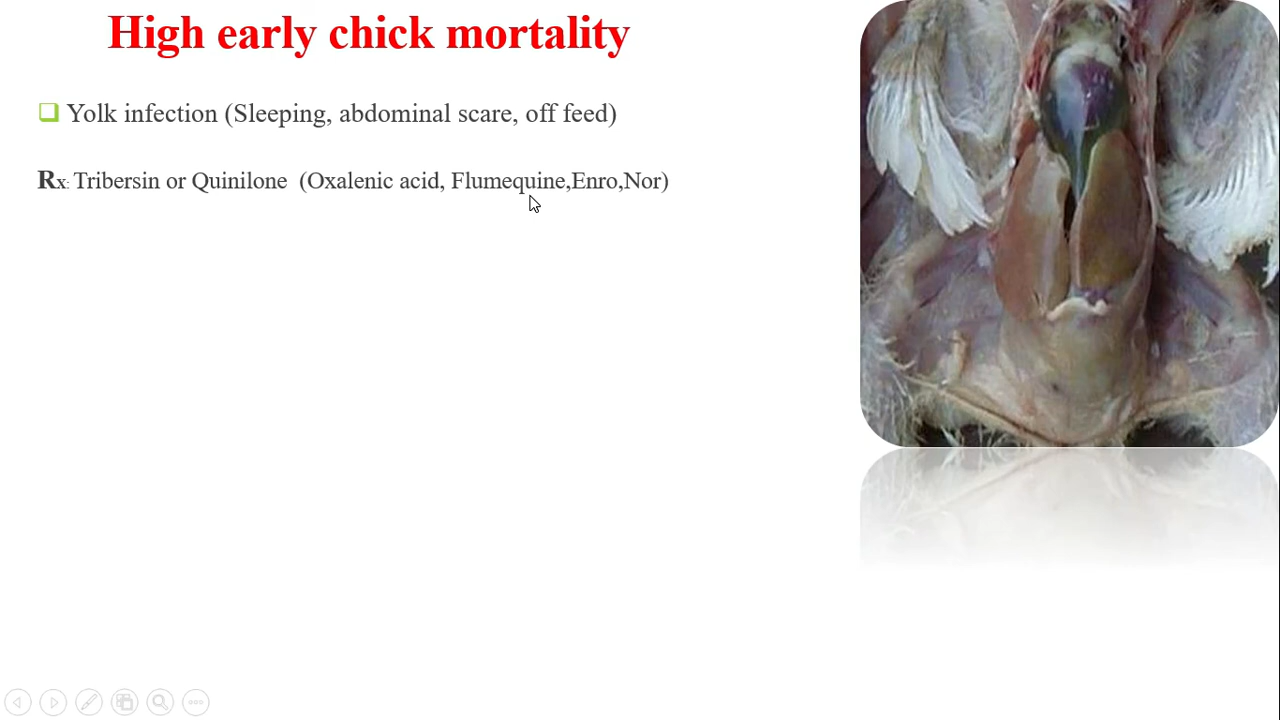 High early chick mortality
Yolk infection (Sleeping, abdominal scare, off feed)
Rx: Tribersin or Quinilone (Oxalenic acid, Flumequine,Enro,Nor)